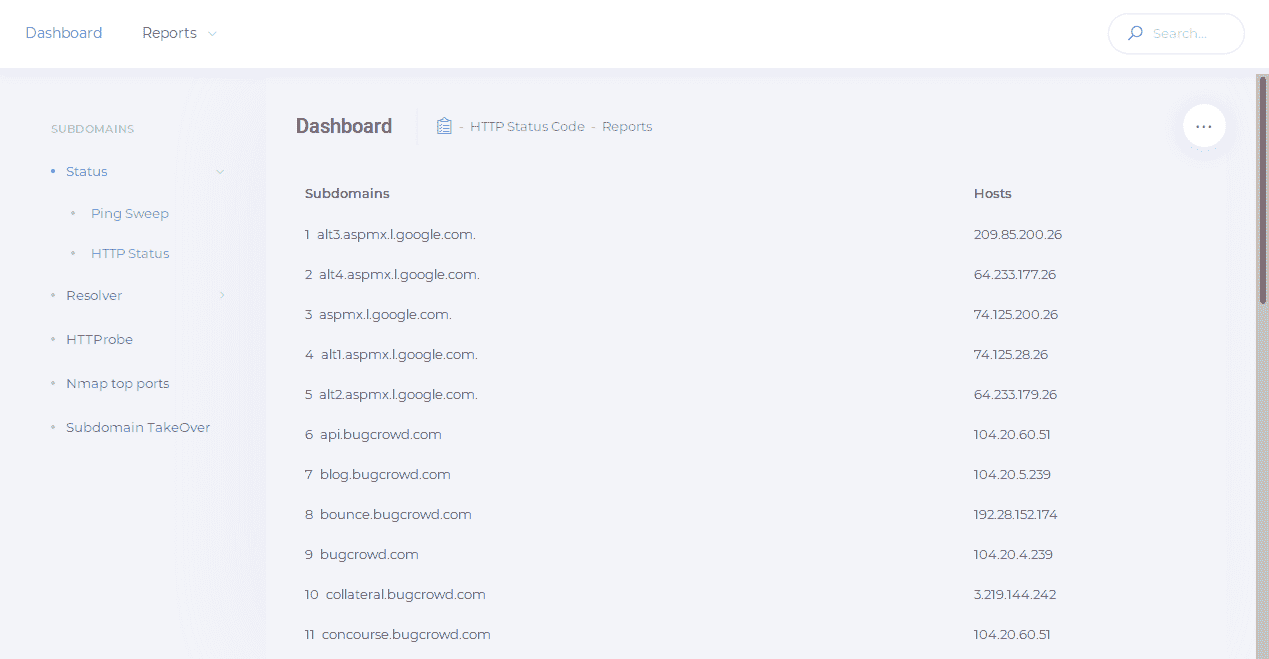 Dashboard Reports Search...
SUBDOMAINS
Status
Ping Sweep
HTTP Status
Resolver
HTTProbe
Nmap top ports
Subdomain TakeOver
Dashboard - HTTP Status Code - Reports
Subdomains Hosts
1 alt3.aspmx.l.google.com. 209.85.200.26
2 alt4.aspmx.l.google.com. 64.233.177.26
3 aspmx.l.google.com. 74.125.200.26
4 alt1.aspmx.l.google.com. 74.125.28.26
5 alt2.aspmx.l.google.com. 64.233.179.26
6 api.bugcrowd.com 104.20.60.51
7 blog.bugcrowd.com 104.20.5.239
8 bounce.bugcrowd.com 192.28.152.174
9 bugcrowd.com 104.20.4.239
10 collateral.bugcrowd.com 3.219.144.242
11 concourse.bugcrowd.com 104.20.60.51